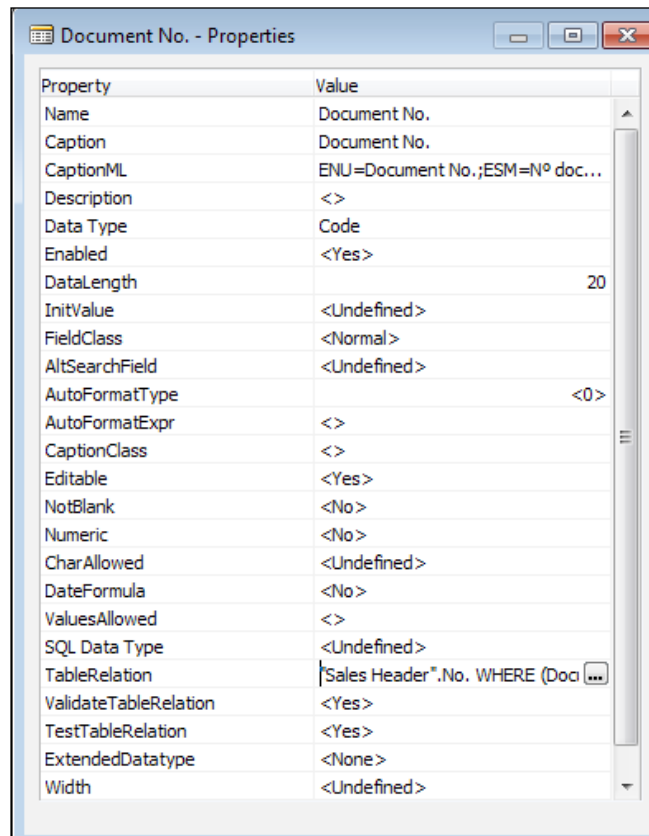 Document No. - Properties
Property Value
Name Document No.
Caption Document No.
CaptionML ENU=Document No.;ESM=Nº doc...
Description <>
Data Type Code
Enabled <Yes>
DataLength 20
InitValue <Undefined>
FieldClass <Normal>
AltSearchField <Undefined>
AutoFormatType <0>
AutoFormatExpr <>
CaptionClass <>
Editable <Yes>
NotBlank <No>
Numeric <No>
CharAllowed <Undefined>
DateFormula <No>
ValuesAllowed <>
SQL Data Type <Undefined>
TableRelation "Sales Header".No. WHERE (Doc ...
ValidateTableRelation <Yes>
TestTableRelation <Yes>
ExtendedDatatype <None>
Width <Undefined>